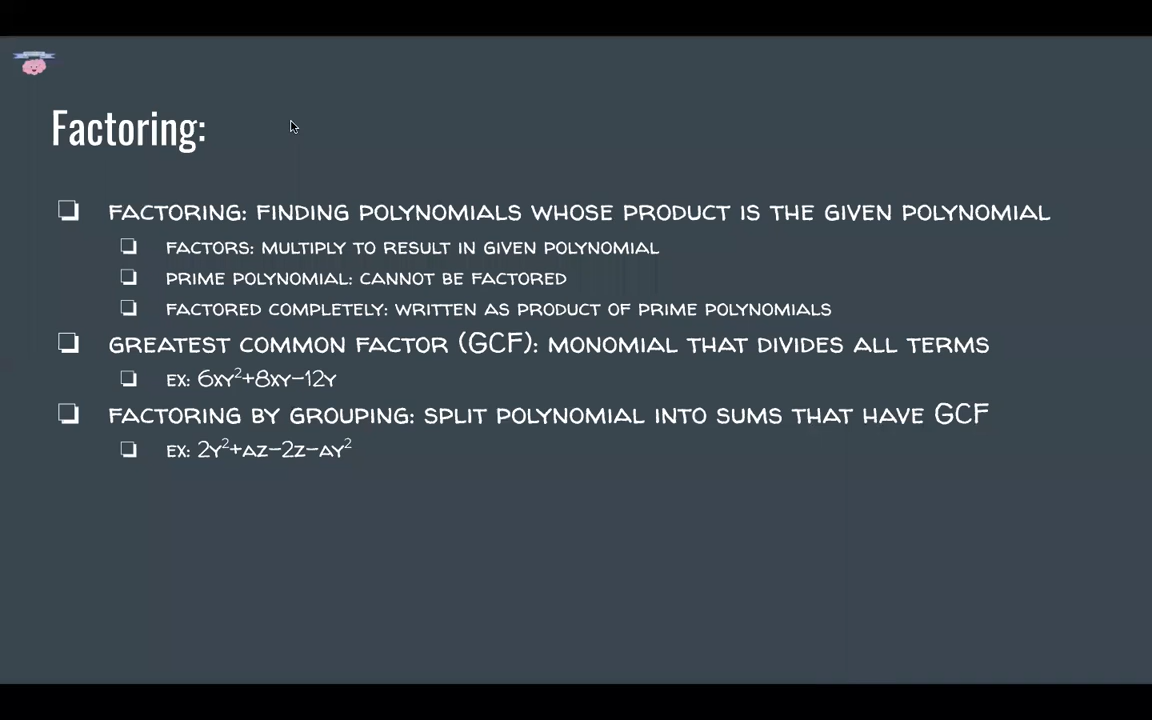 Factoring:
FACTORING: FINDING POLYNOMIALS WHOSE PRODUCT IS THE GIVEN POLYNOMIAL
FACTORS: MULTIPLY TO RESULT IN GIVEN POLYNOMIAL
PRIME POLYNOMIAL: CANNOT BE FACTORED
FACTORED COMPLETELY: WRITTEN AS PRODUCT OF PRIME POLYNOMIALS
GREATEST COMMON FACTOR (GCF): MONOMIAL THAT DIVIDES ALL TERMS
EX: 6XY²+8XY-12Y
FACTORING BY GROUPING: SPLIT POLYNOMIAL INTO SUMS THAT HAVE GCF
EX: 2Y²+AZ-2Z-AY²